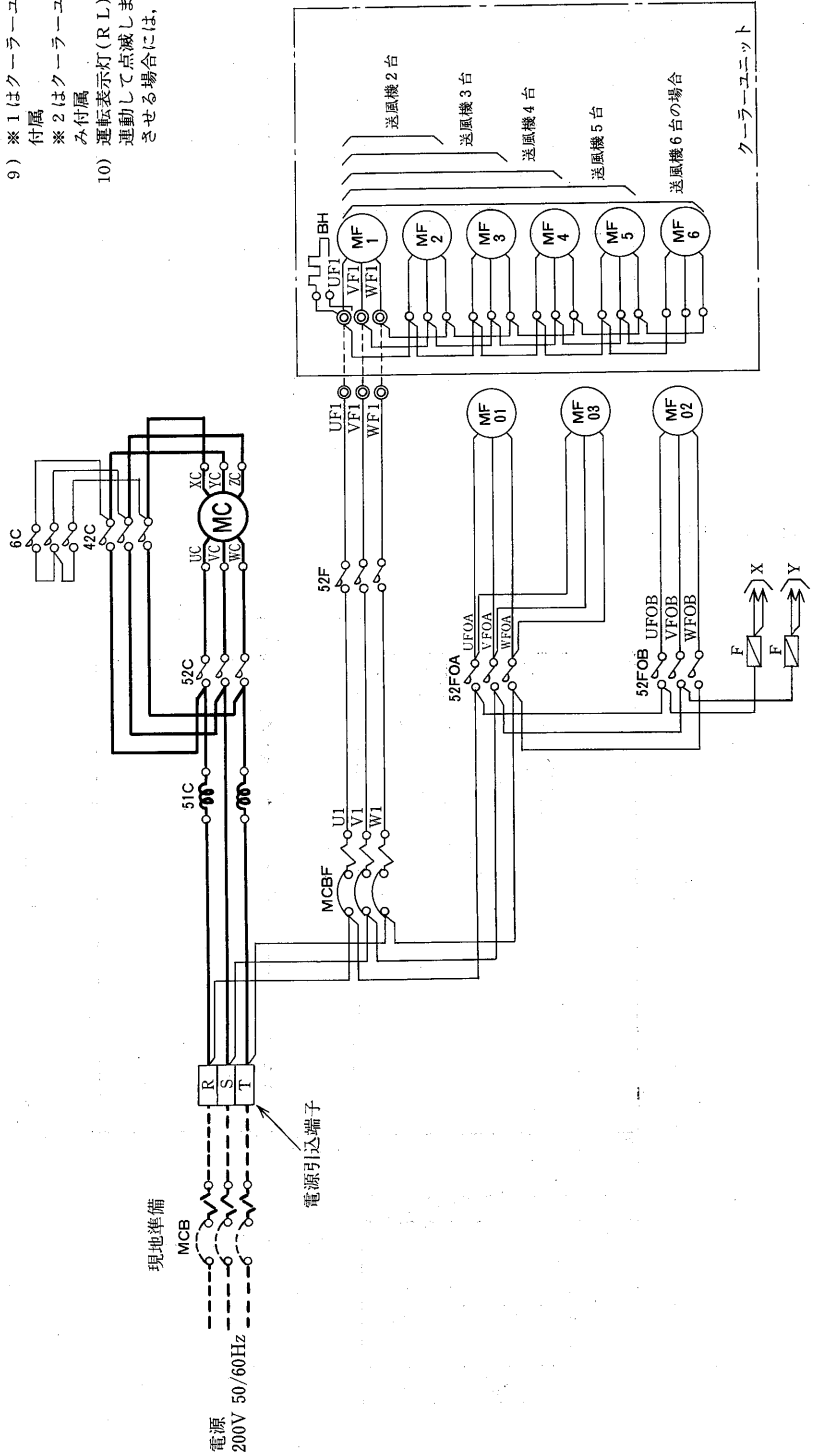 9) ※1はクーラーユ
付属
※2はクーラーユ
み付属
10) 運転表示灯(RL)
連動して点滅しま
させる場合には,
電源
200V 50/60Hz
現地準備
MCB
R
S
T
電源引込端子
51C
52C
6C
42C
UC
VC
WC
MC
XC
YC
ZC
MCBF
U1
V1
W1
52F
UF1
VF1
WF1
BH
UF1
VF1
WF1
MF
1
MF
2
MF
3
MF
4
MF
5
MF
6
送風機2台
送風機3台
送風機4台
送風機5台
送風機6台の場合
クーラーユニット
52FOA
UFOA
VFOA
WFOA
MF
01
MF
03
52FOB
UFOB
VFOB
WFOB
MF
02
F
X
F
Y